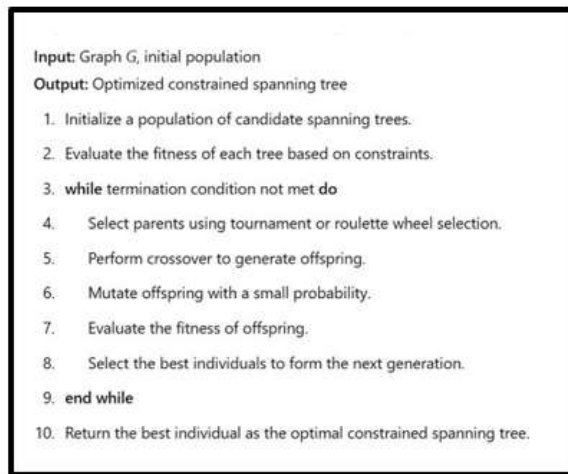 Input: Graph G, initial population
Output: Optimized constrained spanning tree
1. Initialize a population of candidate spanning trees.
2. Evaluate the fitness of each tree based on constraints.
3. while termination condition not met do
4. Select parents using tournament or roulette wheel selection.
5. Perform crossover to generate offspring.
6. Mutate offspring with a small probability.
7. Evaluate the fitness of offspring.
8. Select the best individuals to form the next generation.
9. end while
10. Return the best individual as the optimal constrained spanning tree.